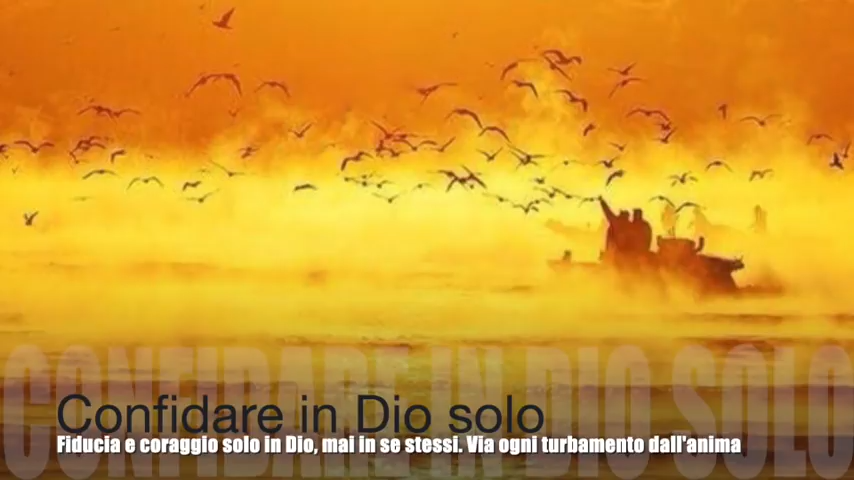 CONFIDARE IN DIO SOLO
Confidare in Dio solo
Fiducia e coraggio solo in Dio, mai in se stessi. Via ogni turbamento dall'anima